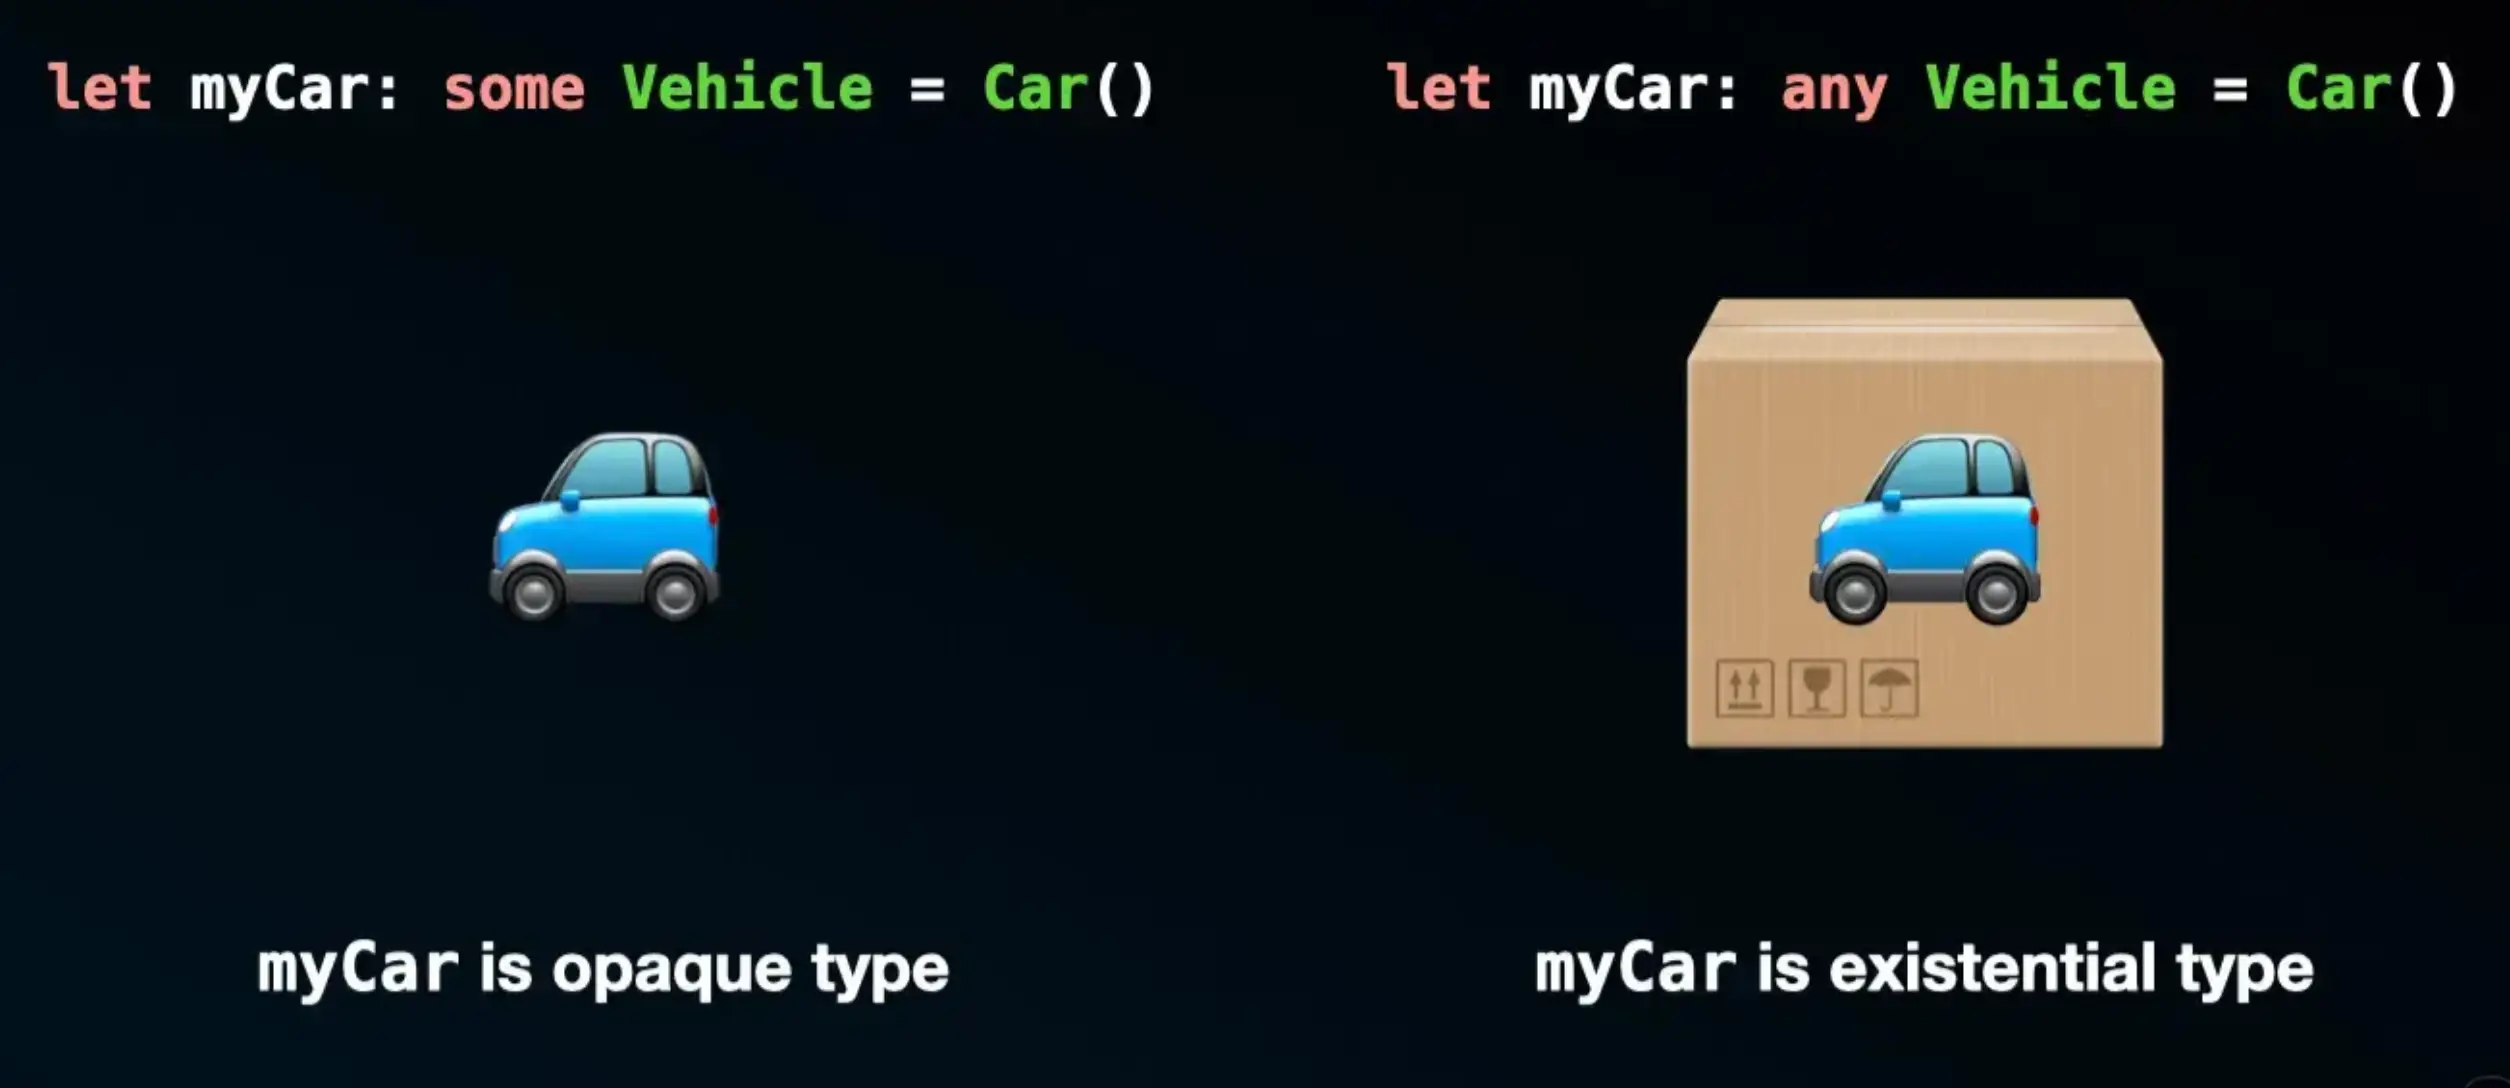 let myCar: some Vehicle = Car()
let myCar: any Vehicle = Car()
myCar is opaque type
myCar is existential type